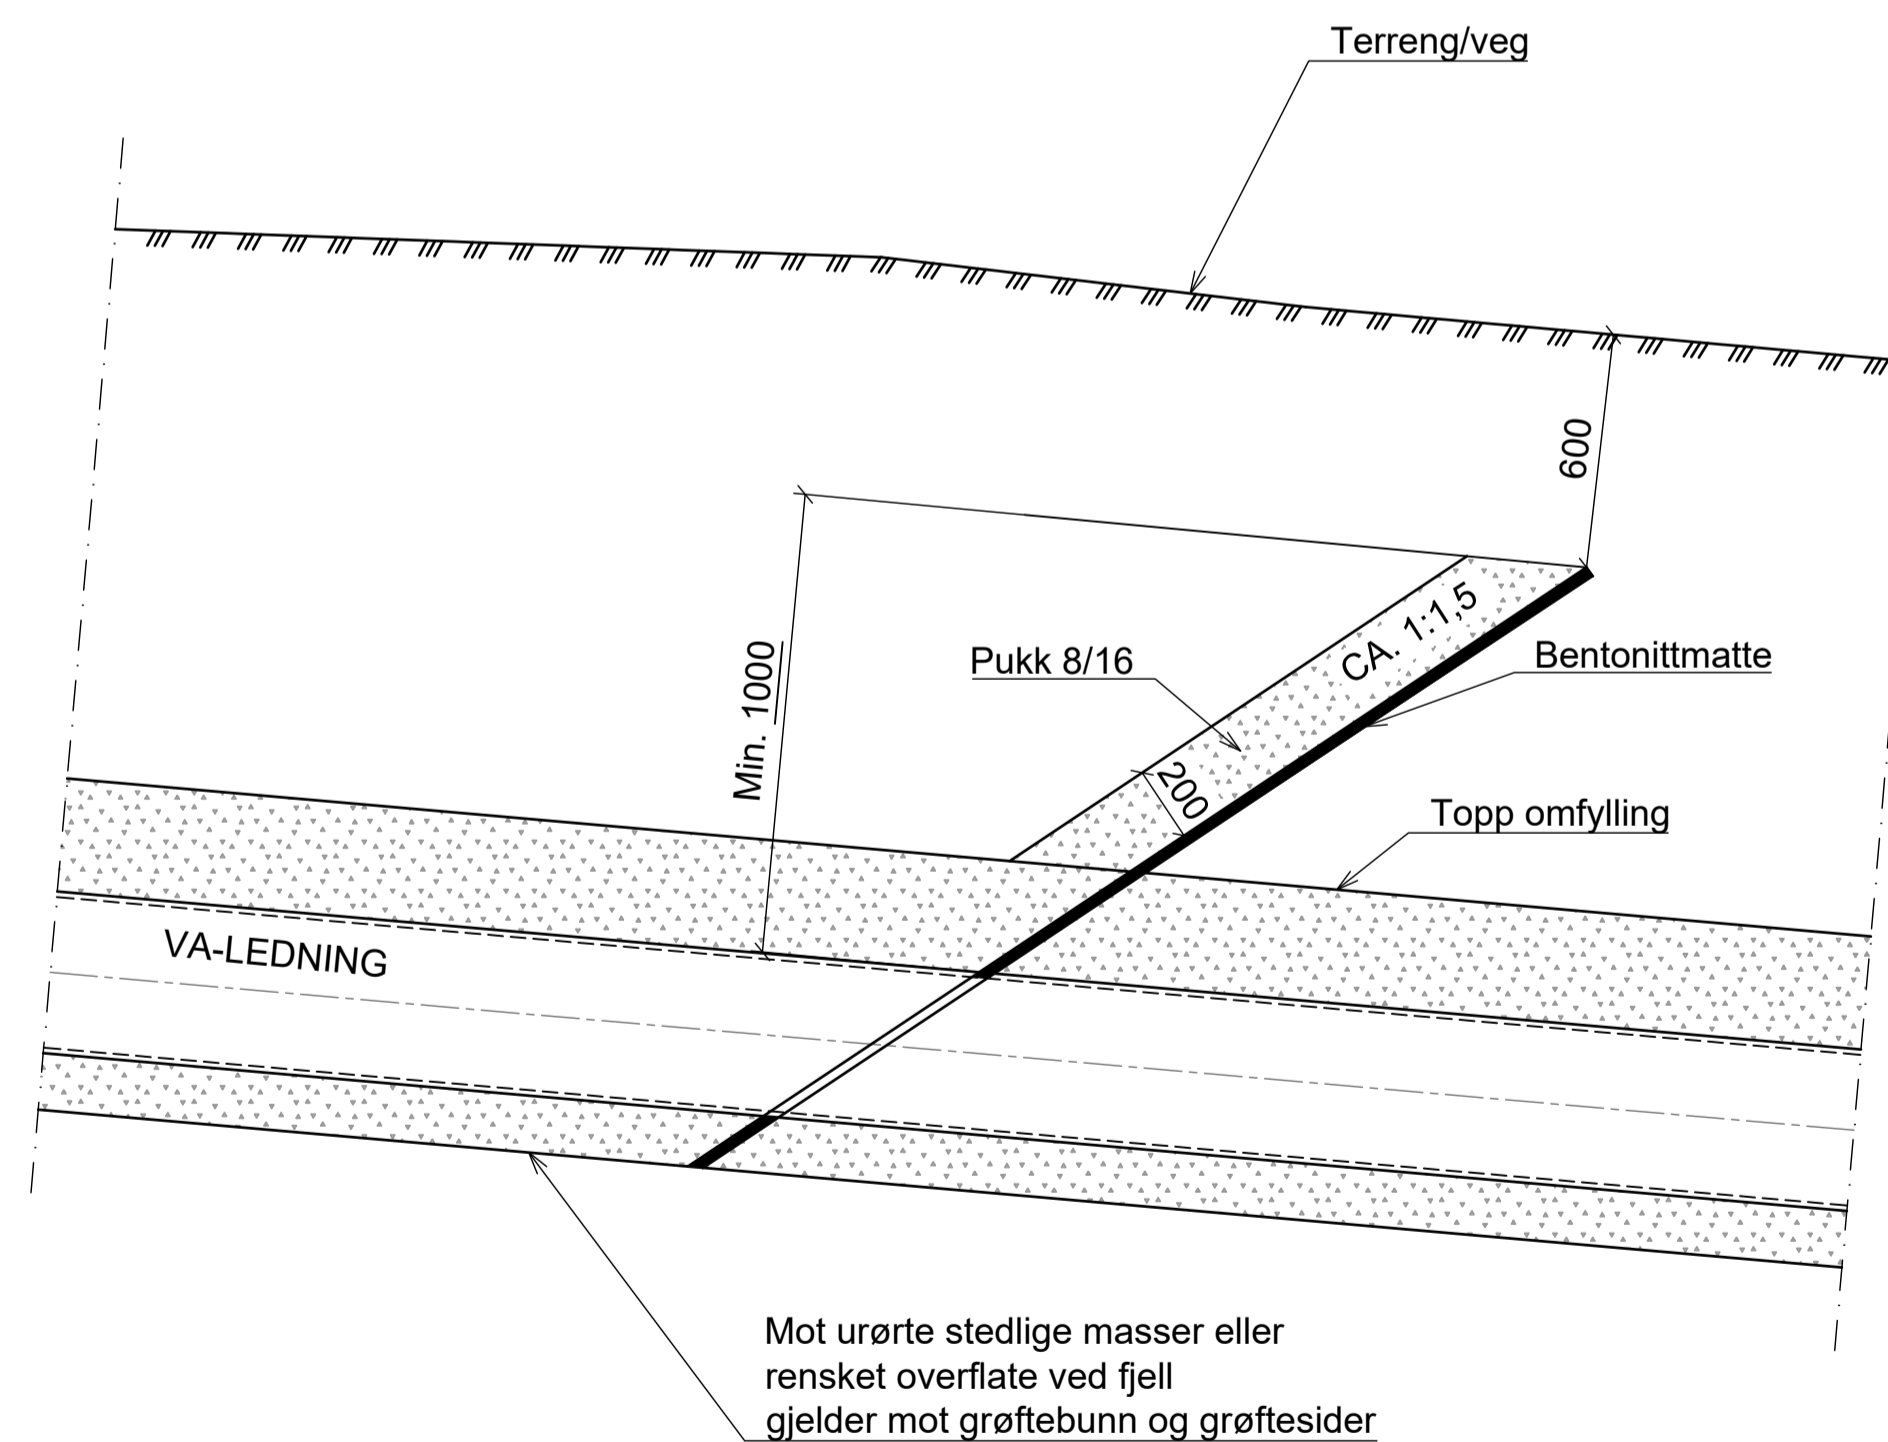 Terreng/veg
600
CA. 1:1,5
Min. 1000
Pukk 8/16
Bentonittmatte
200
Topp omfylling
VA-LEDNING
Mot urørte stedlige masser eller
rensket overflate ved fjell
gjelder mot grøftebunn og grøftesider